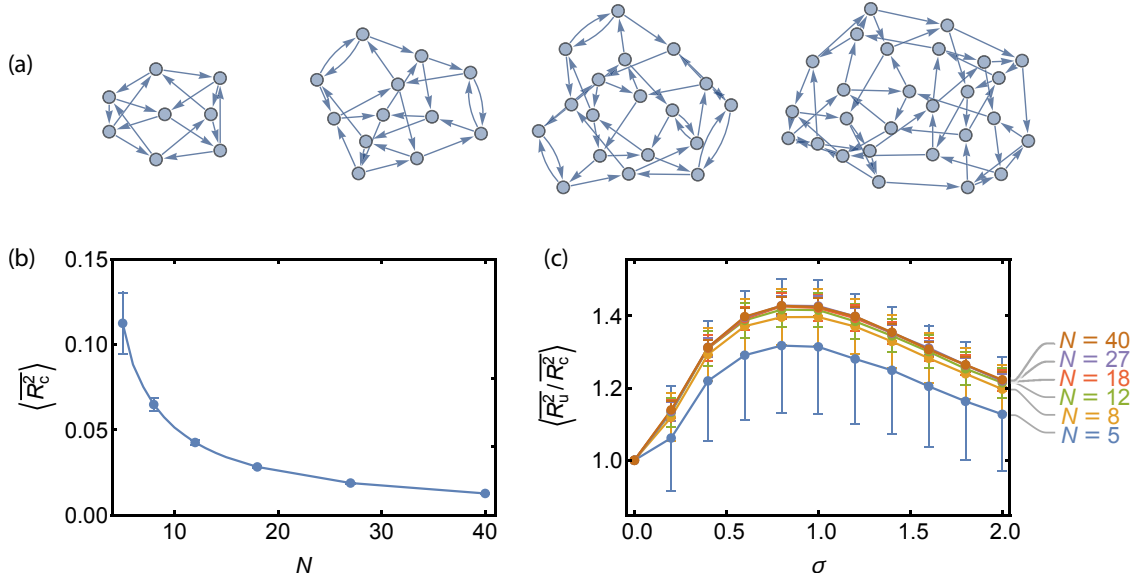 (a)
(b)
0.15
0.10
0.05
0.00
10
20
30
40
N
⟨R̅c²⟩
(c)
1.4
1.2
1.0
0.0
0.5
1.0
1.5
2.0
σ
⟨R̅u²/R̅c²⟩
N = 40
N = 27
N = 18
N = 12
N = 8
N = 5